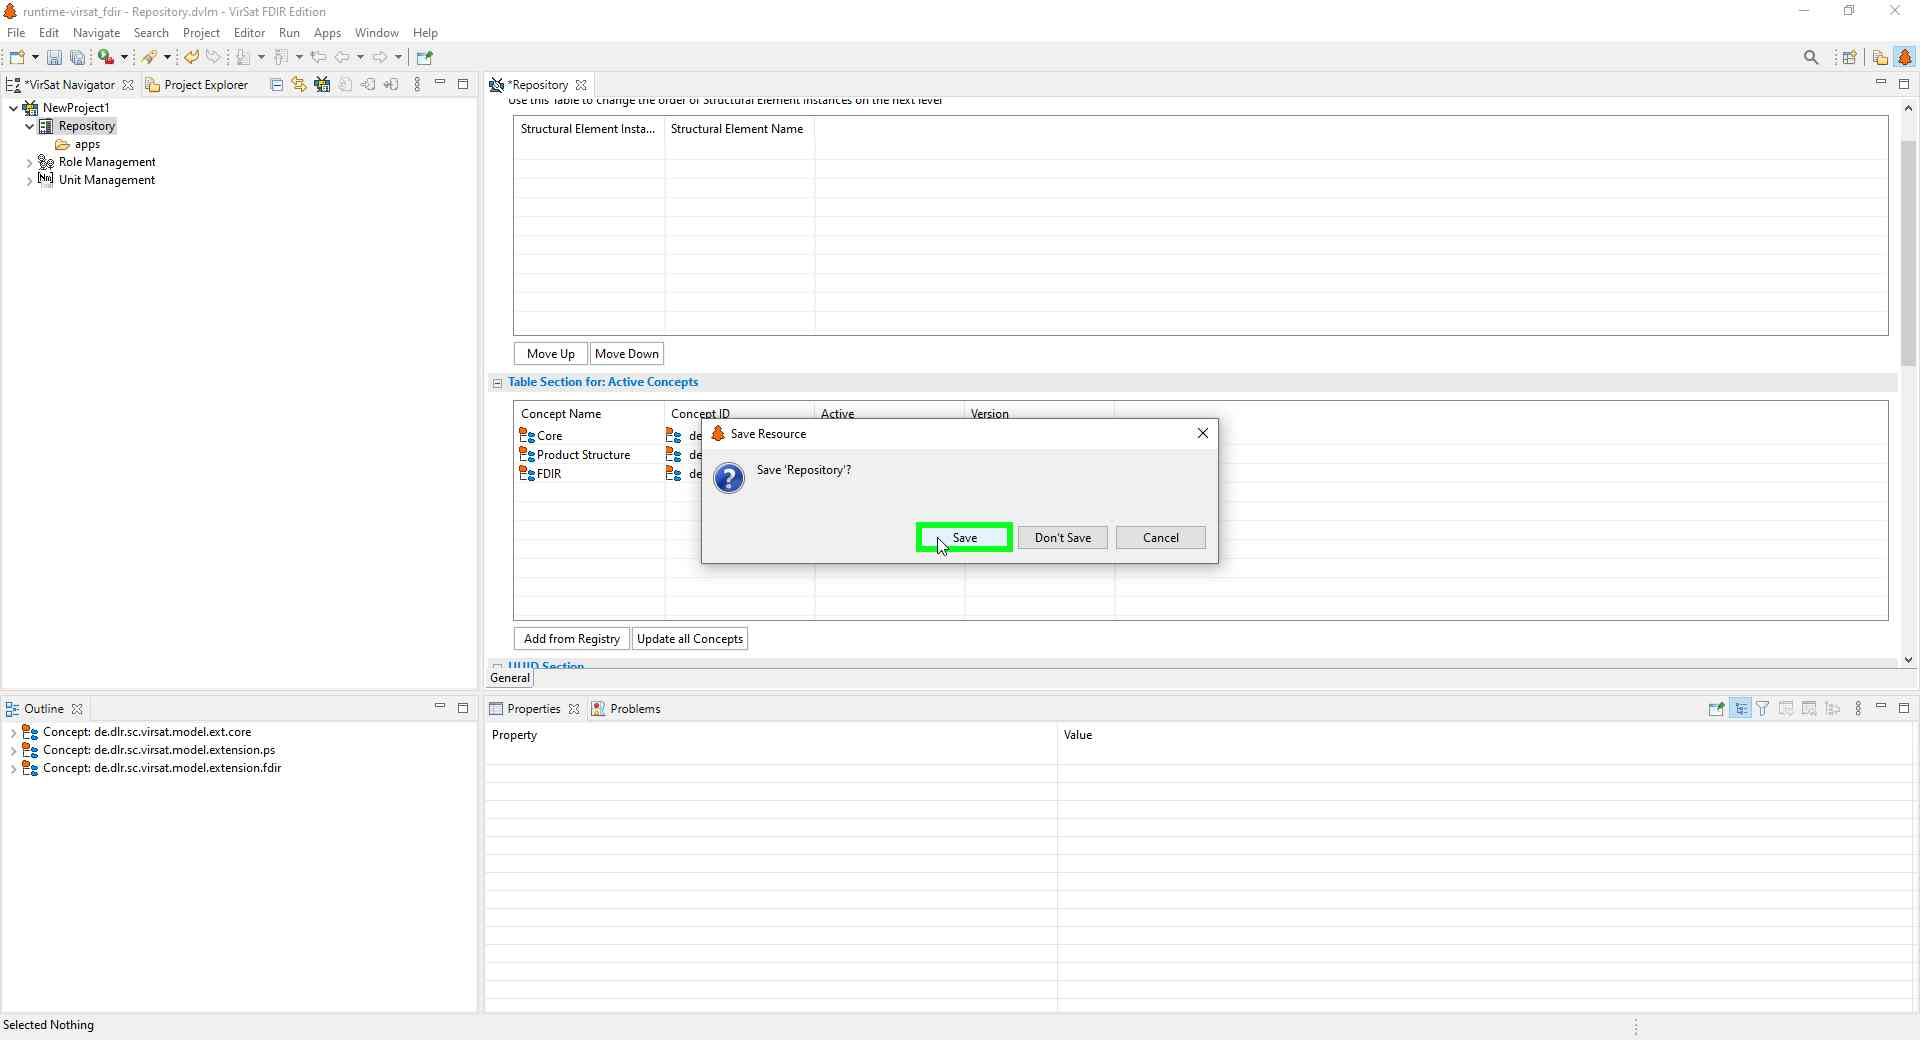 runtime-virsat_fdir - Repository.dvlm - VirSat FDIR Edition
File Edit Navigate Search Project Editor Run Apps Window Help
*VirSat Navigator
Project Explorer
*Repository
NewProject1
Repository
apps
Role Management
Unit Management
Use this Table to change the order of Structural Element Instances on the next level
Structural Element Insta... Structural Element Name
Move Up Move Down
Table Section for: Active Concepts
Concept Name Concept ID Active Version
Core de
Product Structure de
FDIR de
Save Resource
Save 'Repository'?
Save Don't Save Cancel
Add from Registry Update all Concepts
UUID Section
General
Outline
Concept: de.dlr.sc.virsat.model.ext.core
Concept: de.dlr.sc.virsat.model.extension.ps
Concept: de.dlr.sc.virsat.model.extension.fdir
Properties Problems
Property Value
Selected Nothing